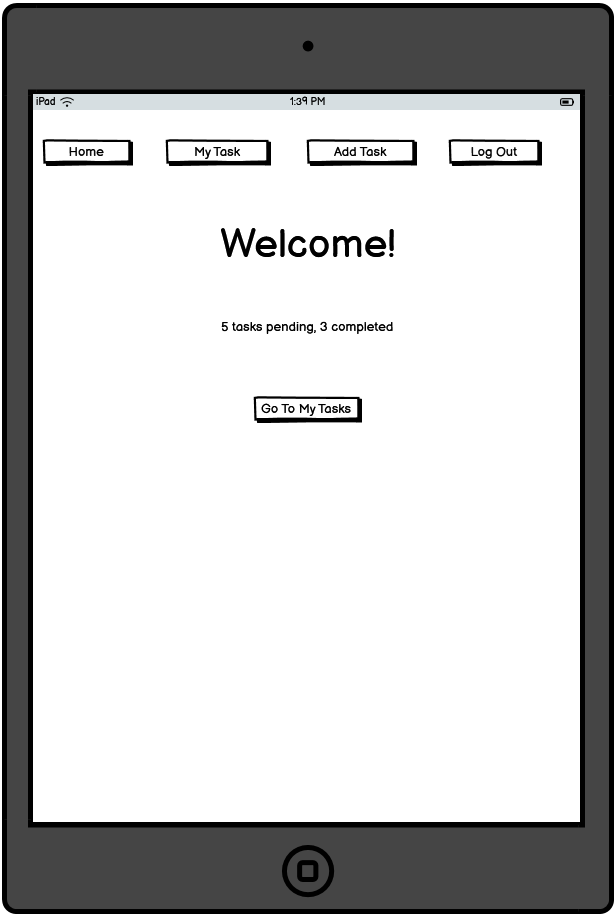 iPad 1:39 PM
Home My Task Add Task Log Out
Welcome!
5 tasks pending, 3 completed
Go To My Tasks